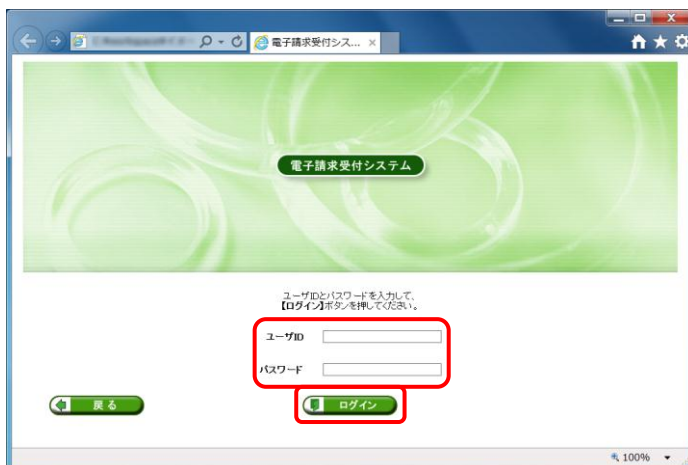 電子請求受付シス...
電子請求受付システム
ユーザIDとパスワードを入力して、
【ログイン】ボタンを押してください。
ユーザID
パスワード
戻る
ログイン
100%